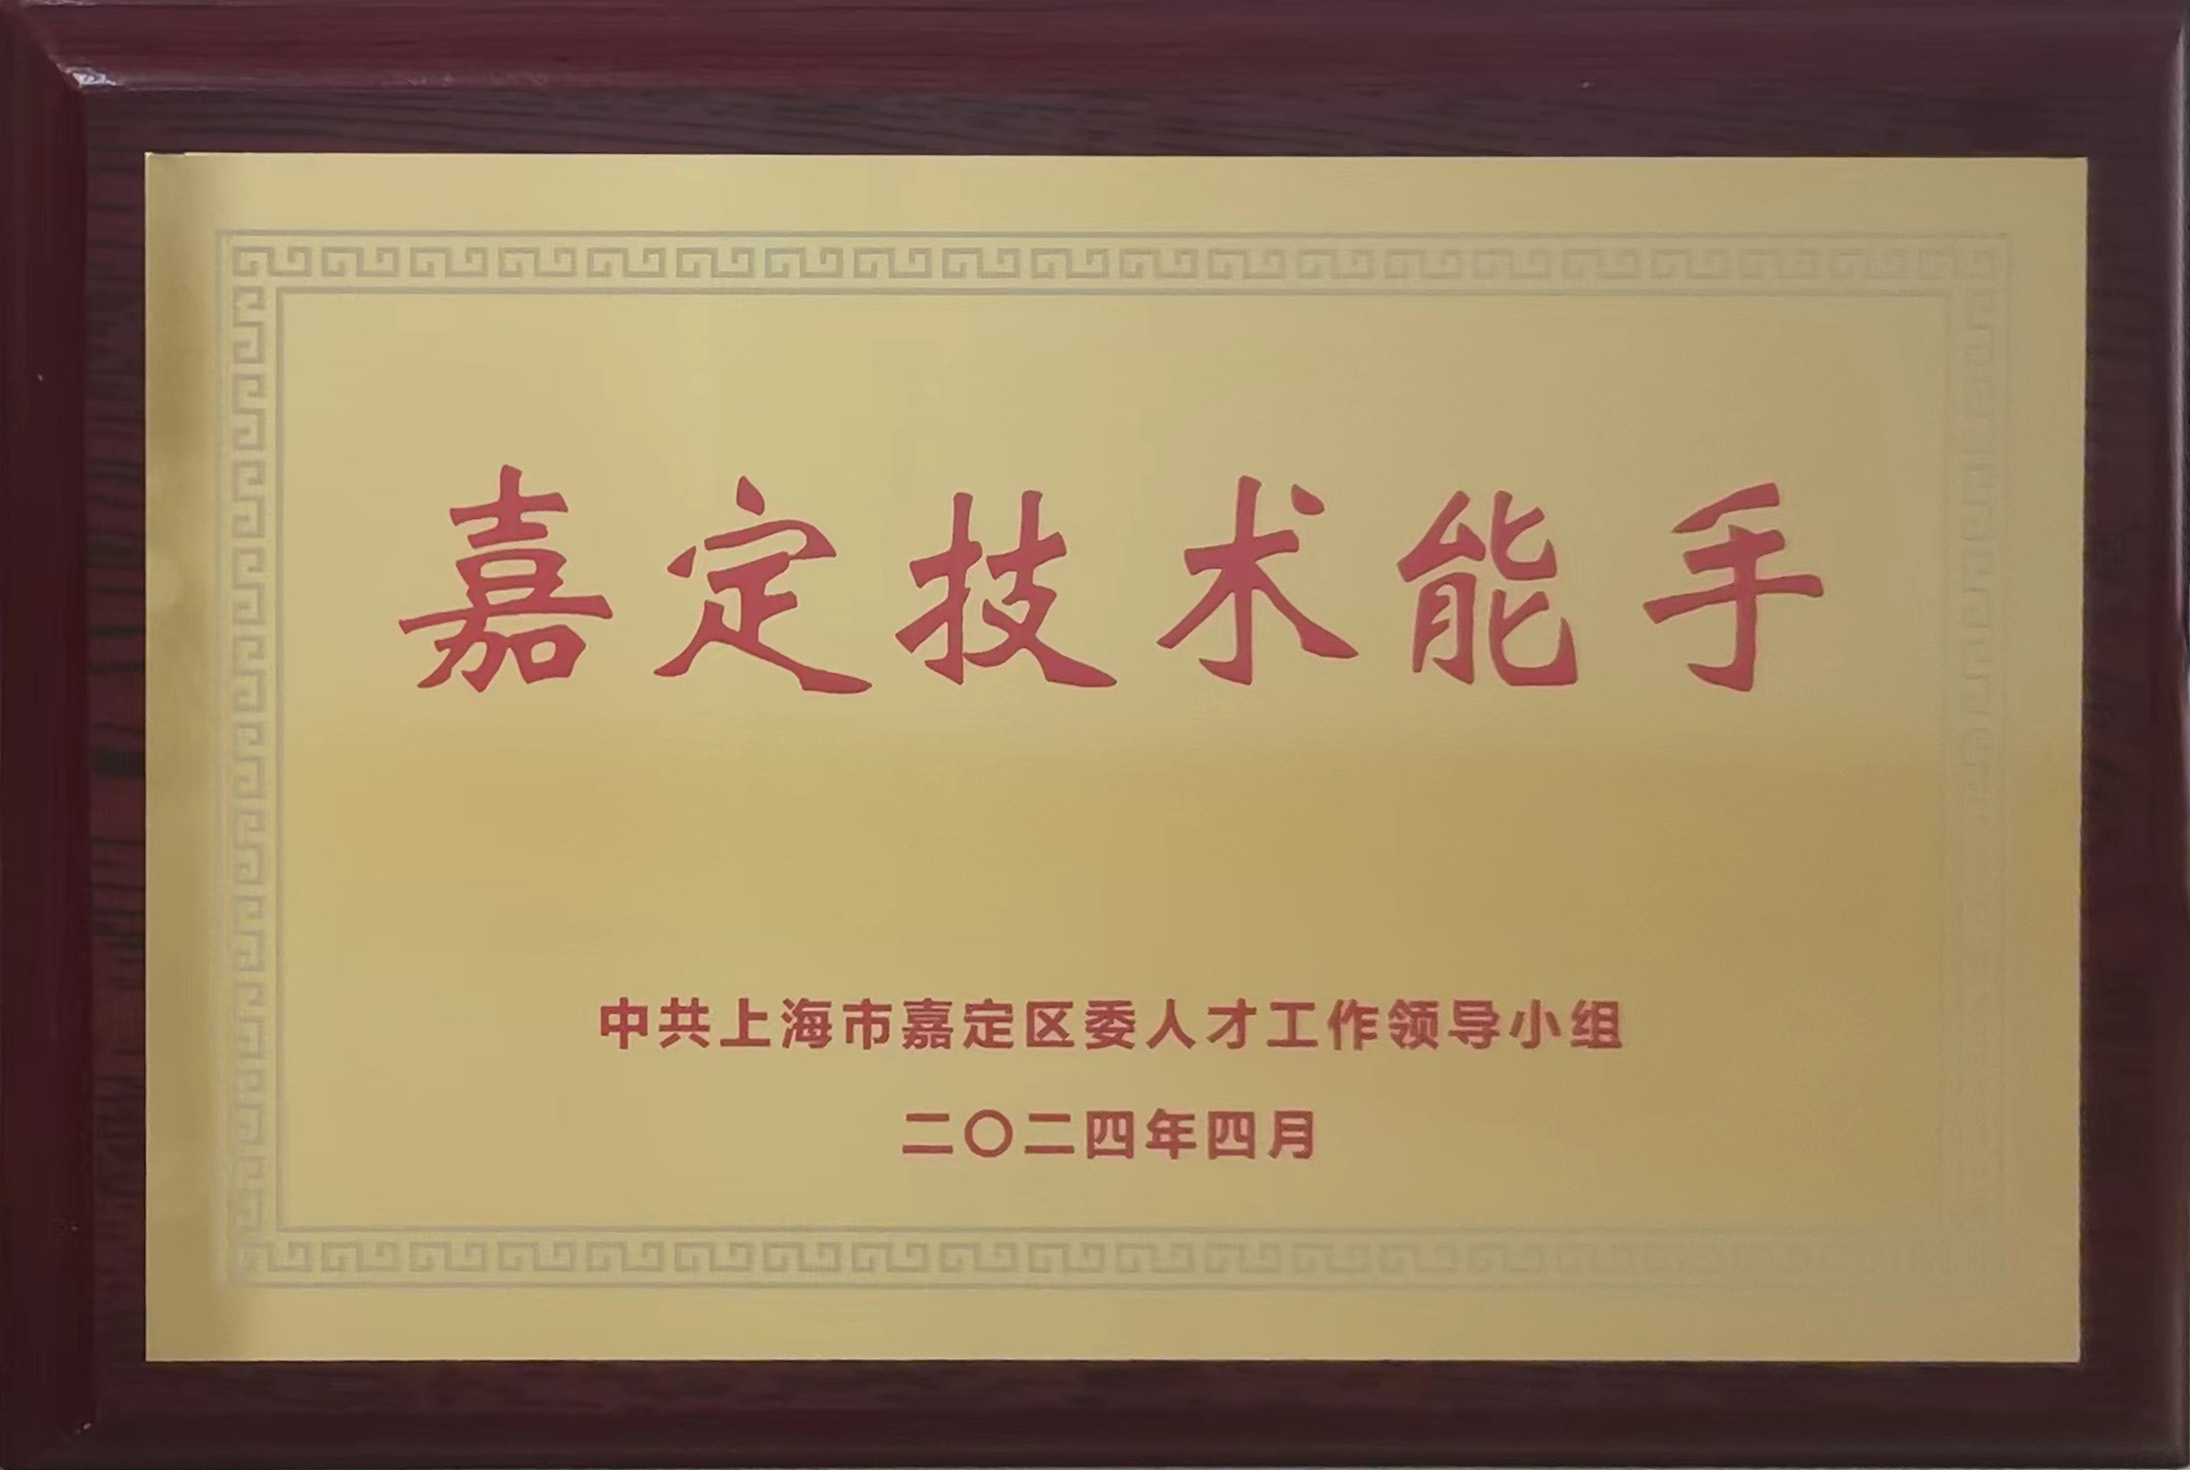 嘉定技术能手
中共上海市嘉定区委人才工作领导小组
二〇二四年四月